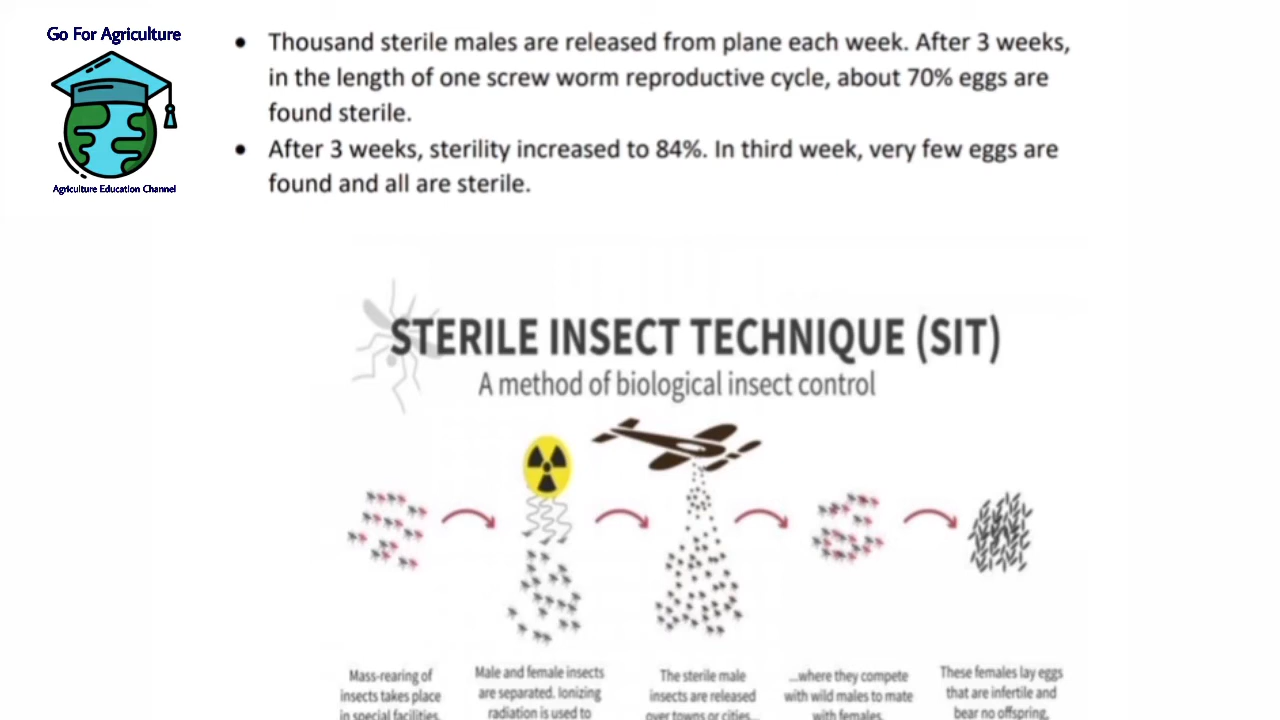 Go For Agriculture
Agriculture Education Channel
• Thousand sterile males are released from plane each week. After 3 weeks,
in the length of one screw worm reproductive cycle, about 70% eggs are
found sterile.
• After 3 weeks, sterility increased to 84%. In third week, very few eggs are
found and all are sterile.
STERILE INSECT TECHNIQUE (SIT)
A method of biological insect control
Mass-rearing of
insects takes place
in special facilities.
Male and female insects
are separated. Ionizing
radiation is used to
The sterile male
insects are released
over towns or cities...
...where they compete
with wild males to mate
with females.
These females lay eggs
that are infertile and
bear no offspring,